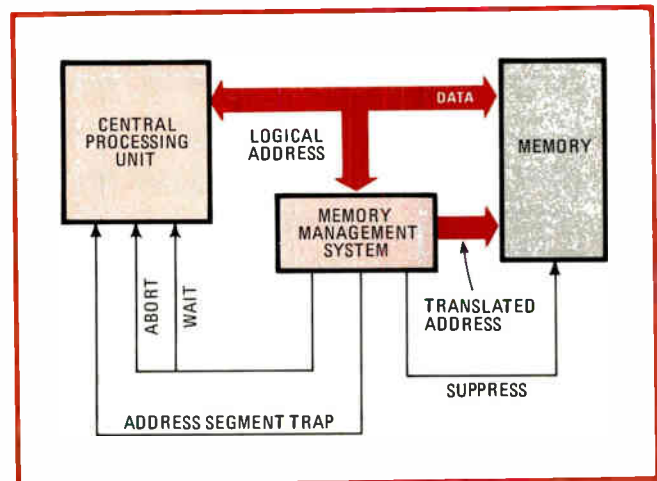 CENTRAL
PROCESSING
UNIT
DATA
LOGICAL
ADDRESS
MEMORY
MEMORY
MANAGEMENT
SYSTEM
TRANSLATED
ADDRESS
ABORT
WAIT
SUPPRESS
ADDRESS SEGMENT TRAP